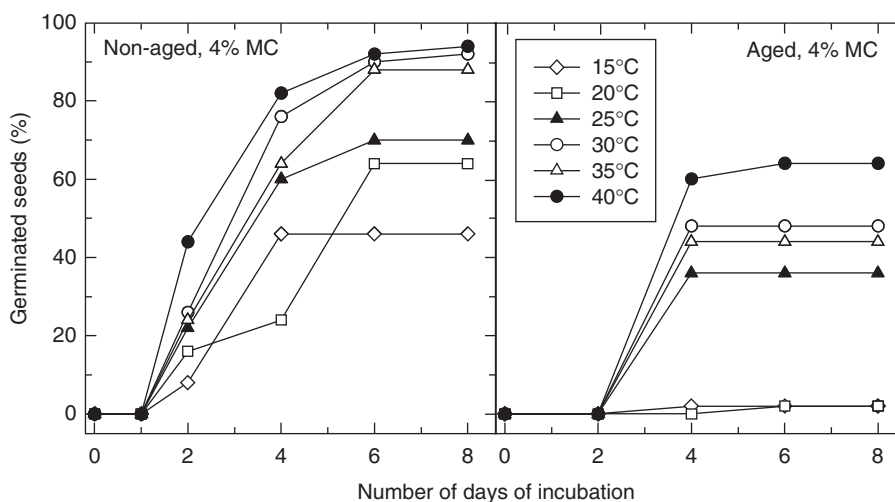 Non-aged, 4% MC
Aged, 4% MC
Germinated seeds (%)
100
80
60
40
20
0
15°C
20°C
25°C
30°C
35°C
40°C
0 2 4 6 8
0 2 4 6 8
Number of days of incubation